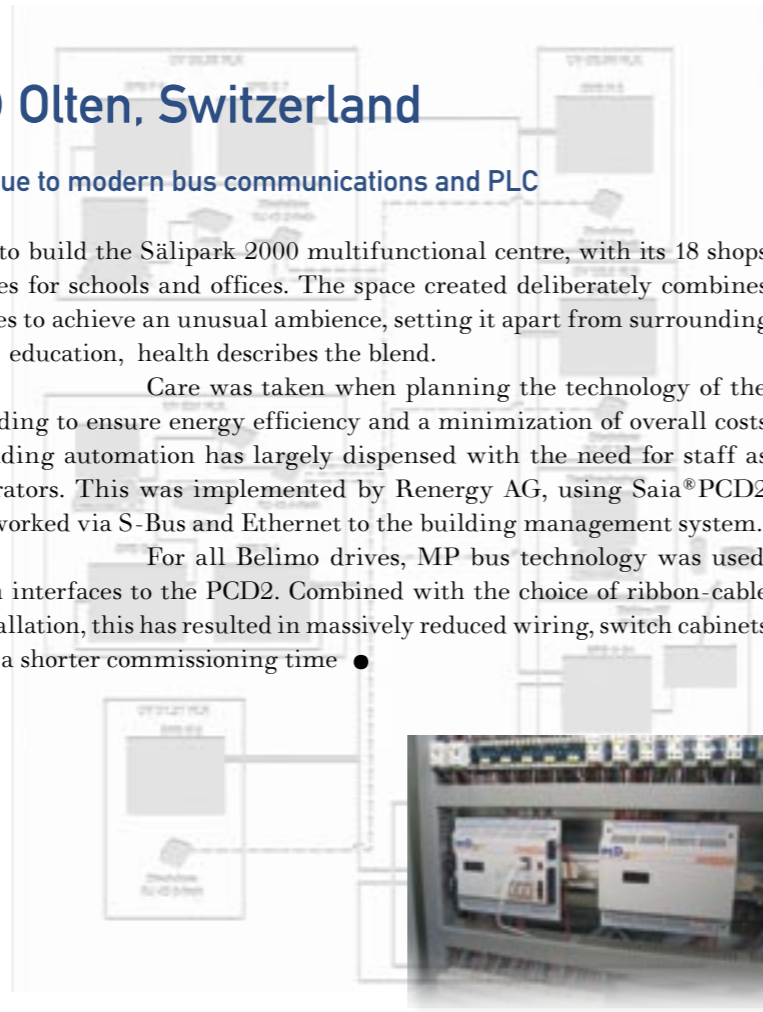 Olten, Switzerland
ue to modern bus communications and PLC
to build the Sälipark 2000 multifunctional centre, with its 18 shops
es for schools and offices. The space created deliberately combines
es to achieve an unusual ambience, setting it apart from surrounding
education, health describes the blend.
Care was taken when planning the technology of the
ding to ensure energy efficiency and a minimization of overall costs
ding automation has largely dispensed with the need for staff as
rators. This was implemented by Renergy AG, using Saia®PCD2
worked via S-Bus and Ethernet to the building management system.
For all Belimo drives, MP bus technology was used
n interfaces to the PCD2. Combined with the choice of ribbon-cable
allation, this has resulted in massively reduced wiring, switch cabinets
a shorter commissioning time ●